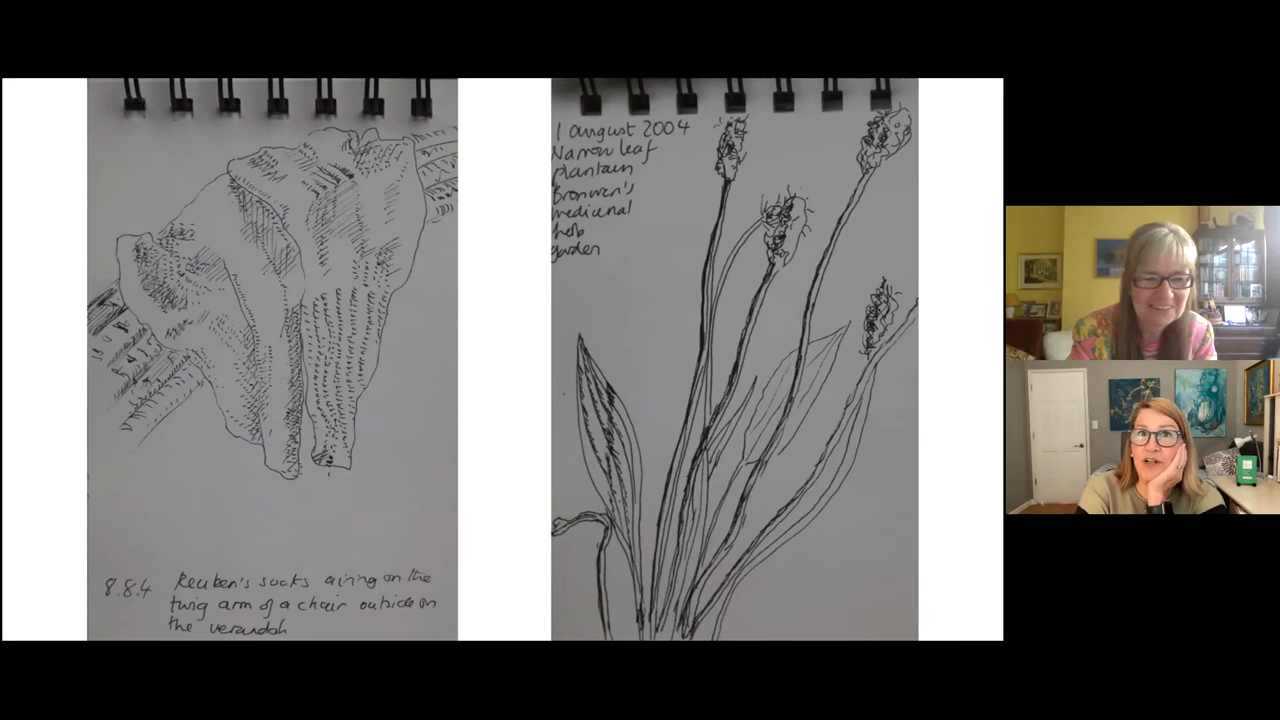 8.8.4 Reuben's socks airing on the
twig arm of a chair outside on
the verandah
1 august 2004
Narrow leaf
plantain
Bronwen's
medicinal
herb
garden